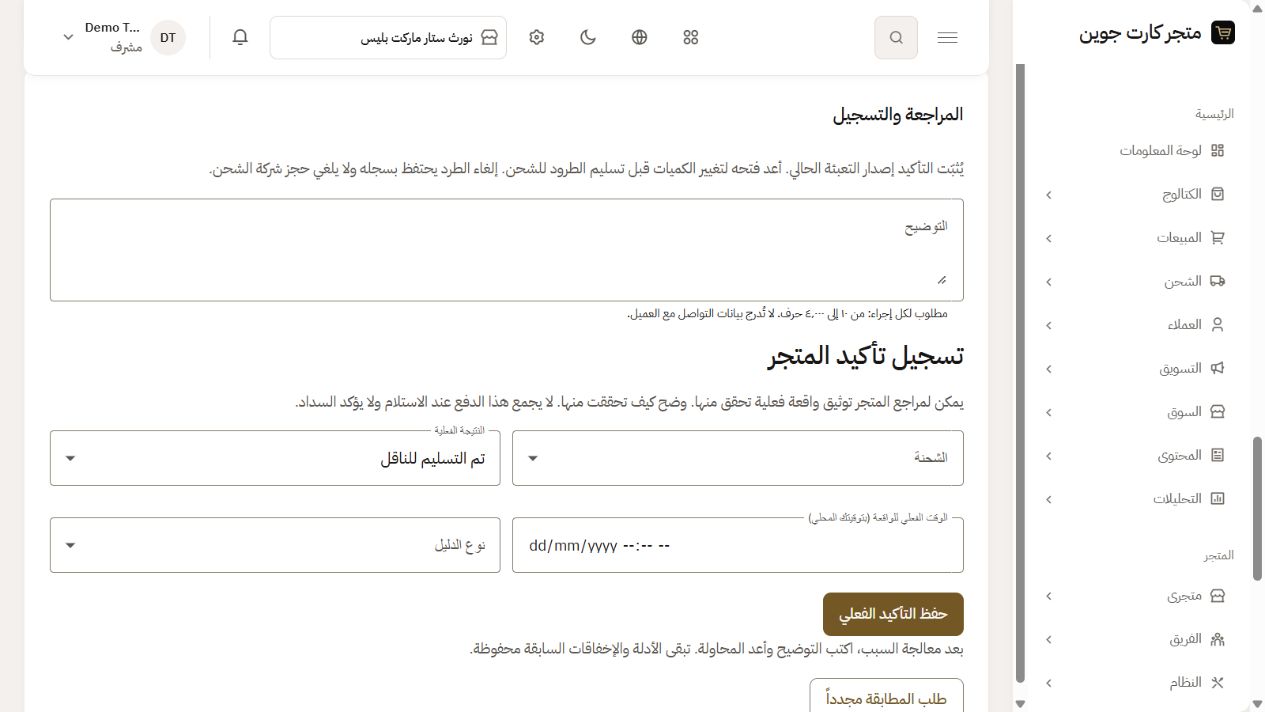 متجر كارت جوين
نورث ستار ماركت بليس
Demo T...
مشرف
DT
الرئيسية
لوحة المعلومات
الكتالوج
المبيعات
الشحن
العملاء
التسويق
السوق
المحتوى
التحليلات
المتجر
متجري
الفريق
النظام
المراجعة والتسجيل
يُثبّت التأكيد إصدار التعبئة الحالي. أعد فتحه لتغيير الكميات قبل تسليم الطرود للشحن. إلغاء الطرد يحتفظ بسجله ولا يلغي حجز شركة الشحن.
التوضيح
مطلوب لكل إجراء: من ١٠ إلى ٤٬٠٠٠ حرف. لا تُدرج بيانات التواصل مع العميل.
تسجيل تأكيد المتجر
يمكن لمراجع المتجر توثيق واقعة فعلية تحقق منها. وضح كيف تحققت منها. لا يجمع هذا الدفع عند الاستلام ولا يؤكد السداد.
الشحنة
النتيجة الفعلية
تم التسليم للناقل
الوقت الفعلي للواقعة (بتوقيتك المحلي)
dd/mm/yyyy --:-- --
نوع الدليل
حفظ التأكيد الفعلي
بعد معالجة السبب، اكتب التوضيح وأعد المحاولة. تبقى الأدلة والإخفاقات السابقة محفوظة.
طلب المطابقة مجدداً